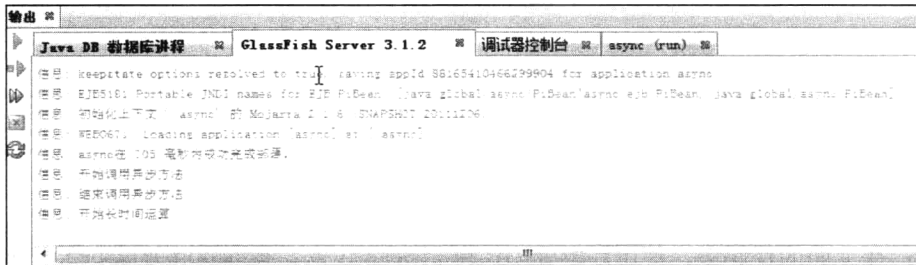 输出
Java DB 数据库进程 GlassFish Server 3.1.2 调试器控制台 async (run)
信息: keepstate options resolved to true, saving appId 88165410466299904 for application async
信息: EJB5181: Portable JNDI names for EJB PiBean: [java:global/async/PiBean!async.ejb.PiBean, java:global/async/PiBean]
信息: 初始化上下文 '/async' 的 Mojarra 2.1.6 (SNAPSHOT 20111206)
信息: WEB0671: Loading application [async] at [/async]
信息: async在 705 毫秒内成功完成部署。
信息: 开始调用异步方法
信息: 结束调用异步方法
信息: 开始长时间运算